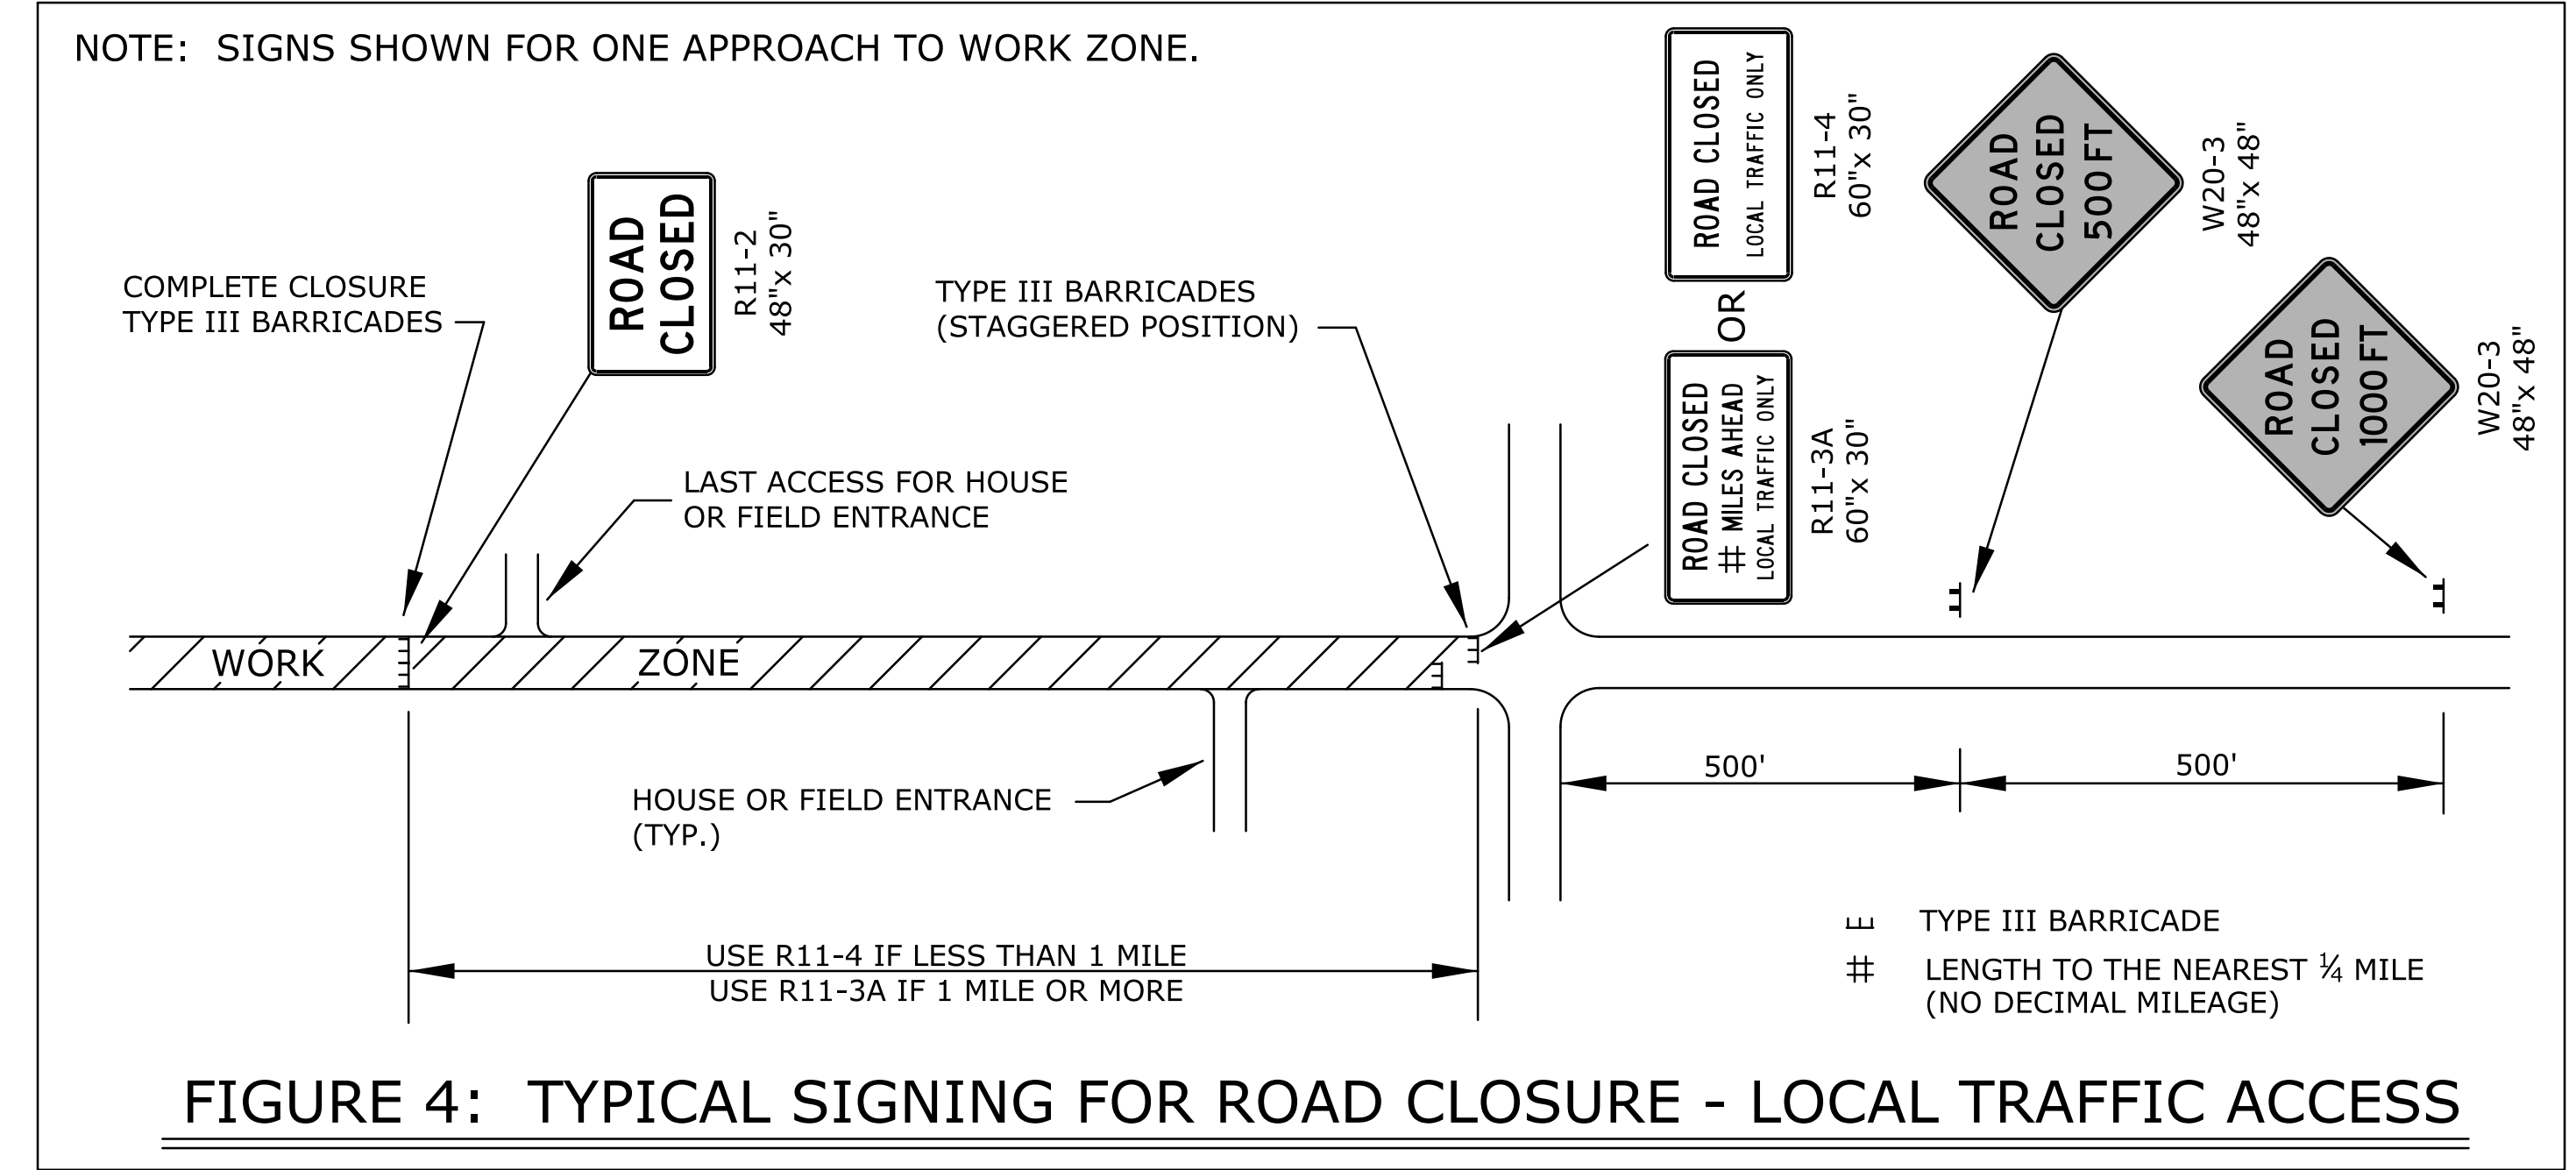 NOTE: SIGNS SHOWN FOR ONE APPROACH TO WORK ZONE.
COMPLETE CLOSURE
TYPE III BARRICADES
ROAD
CLOSED
R11-2
48"x 30"
LAST ACCESS FOR HOUSE
OR FIELD ENTRANCE
TYPE III BARRICADES
(STAGGERED POSITION)
ROAD CLOSED
LOCAL TRAFFIC ONLY
R11-4
60"x 30"
OR
ROAD CLOSED
# MILES AHEAD
LOCAL TRAFFIC ONLY
R11-3A
60"x 30"
ROAD
CLOSED
500FT
W20-3
48"x 48"
ROAD
CLOSED
1000FT
W20-3
48"x 48"
WORK ZONE
HOUSE OR FIELD ENTRANCE
(TYP.)
500'
500'
USE R11-4 IF LESS THAN 1 MILE
USE R11-3A IF 1 MILE OR MORE
TYPE III BARRICADE
# LENGTH TO THE NEAREST ¼ MILE
(NO DECIMAL MILEAGE)
FIGURE 4: TYPICAL SIGNING FOR ROAD CLOSURE - LOCAL TRAFFIC ACCESS